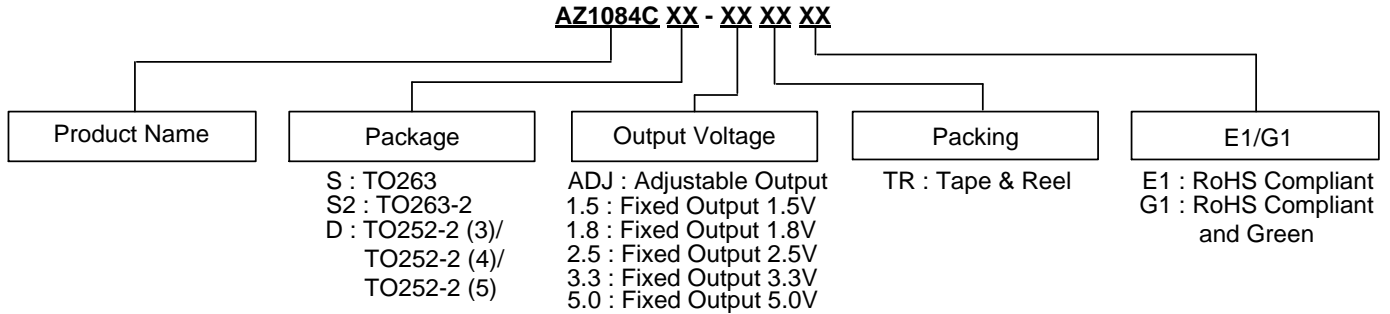 AZ1084C XX - XX XX XX
Product Name
Package
Output Voltage
Packing
E1/G1
S : TO263
S2 : TO263-2
D : TO252-2 (3)/
TO252-2 (4)/
TO252-2 (5)
ADJ : Adjustable Output
1.5 : Fixed Output 1.5V
1.8 : Fixed Output 1.8V
2.5 : Fixed Output 2.5V
3.3 : Fixed Output 3.3V
5.0 : Fixed Output 5.0V
TR : Tape & Reel
E1 : RoHS Compliant
G1 : RoHS Compliant
and Green